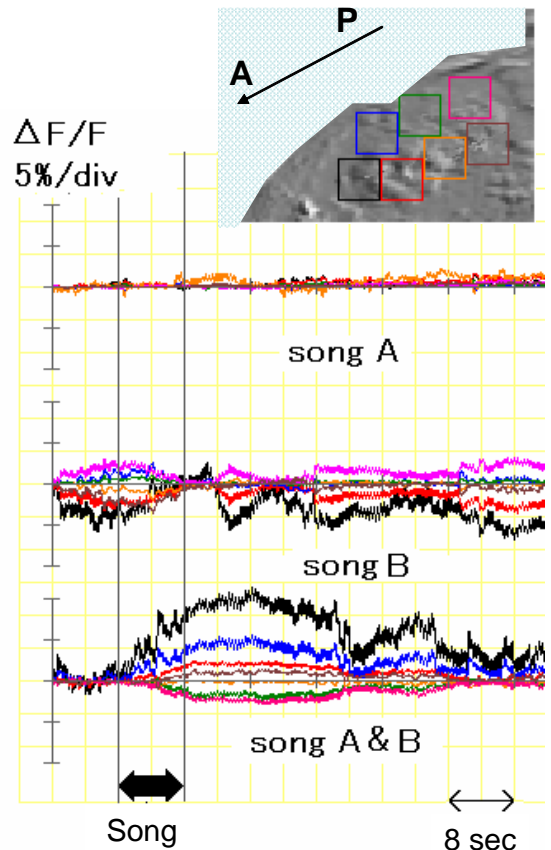 P
A
ΔF/F
5%/div
song A
song B
song A & B
Song
8 sec